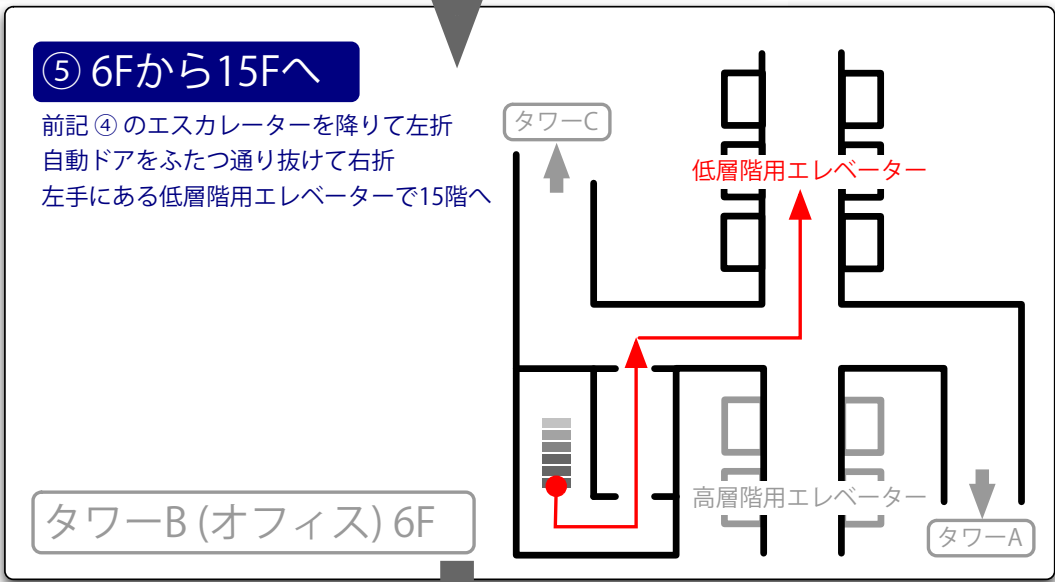 ⑤ 6Fから15Fへ
前記 ④ のエスカレーターを降りて左折
自動ドアをふたつ通り抜けて右折
左手にある低層階用エレベーターで15階へ
タワーC
低層階用エレベーター
高層階用エレベーター
タワーA
タワーB (オフィス) 6F